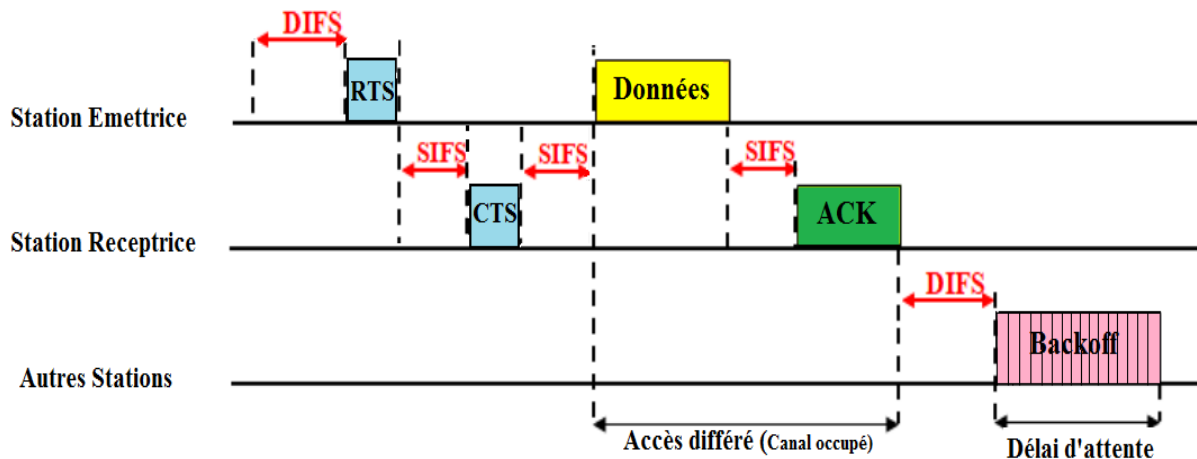 DIFS
RTS
Données
Station Emettrice
SIFS
SIFS
SIFS
CTS
ACK
Station Receptrice
DIFS
Backoff
Autres Stations
Accès différé (Canal occupé)
Délai d'attente